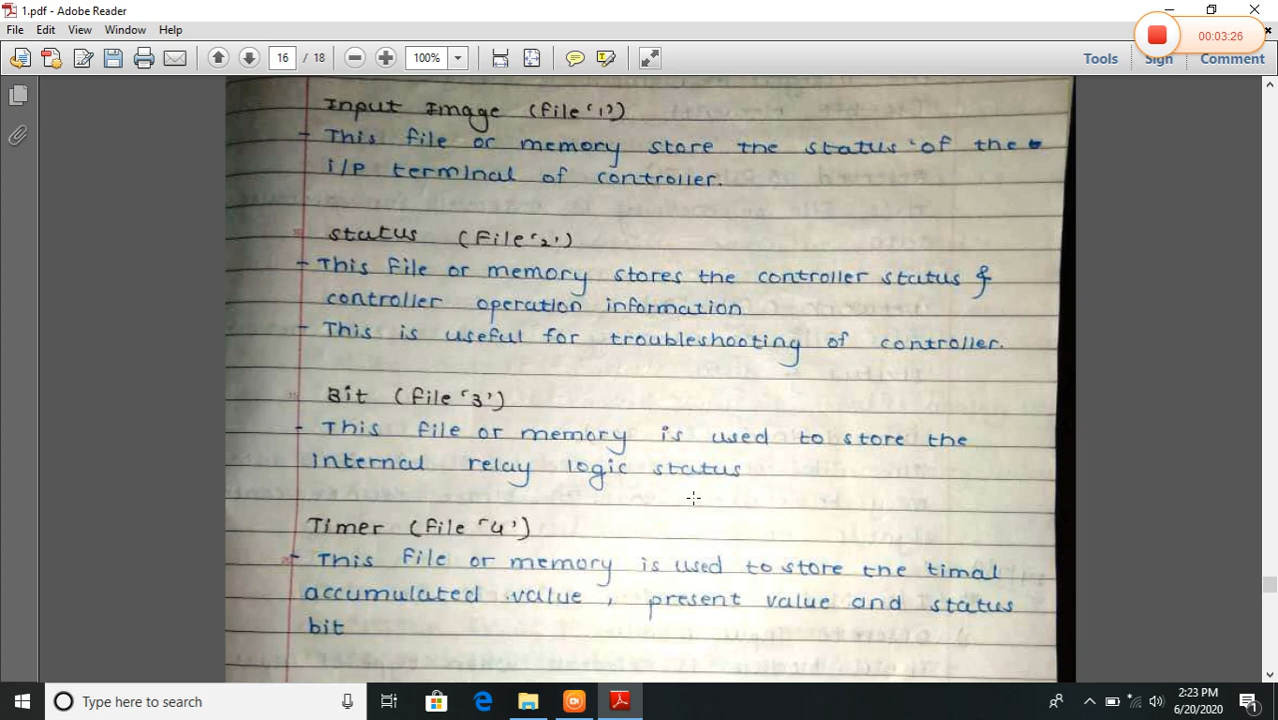 1.pdf - Adobe Reader
File Edit View Window Help
00:03:26
16 / 18 100% Tools Sign Comment
Input Image (file '1')
- This file or memory store the status of the
i/p terminal of controller.
status (file '2')
- This file or memory stores the controller status &
controller operation information
- This is useful for troubleshooting of controller.
Bit (file '3')
- This file or memory is used to store the
internal relay logic status
Timer (file '4')
- This file or memory is used to store the timal
accumulated value , present value and status
bit
Type here to search
2:23 PM
6/20/2020
1